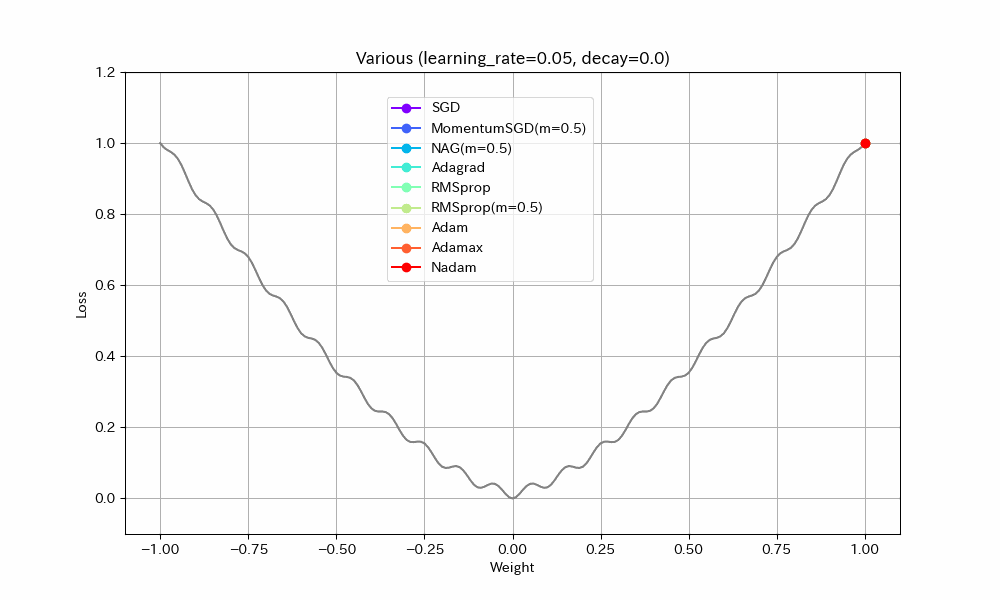 Various (learning_rate=0.05, decay=0.0)
1.2
1.0
0.8
0.6
0.4
0.2
0.0
Loss
SGD
MomentumSGD(m=0.5)
NAG(m=0.5)
Adagrad
RMSprop
RMSprop(m=0.5)
Adam
Adamax
Nadam
−1.00 −0.75 −0.50 −0.25 0.00 0.25 0.50 0.75 1.00
Weight